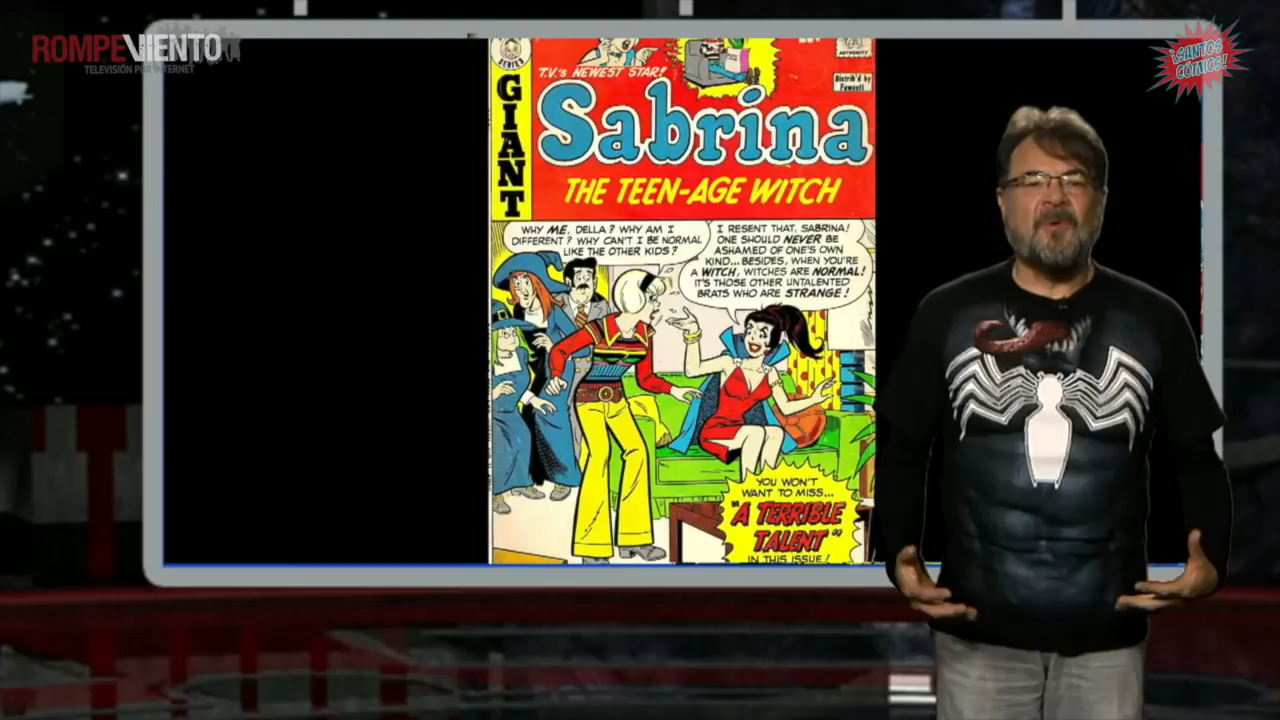 ROMPEVIENTO
TELEVISIÓN POR INTERNET
¡SANTOS
CÓMICS!
SERIES
GIANT
T.V.'s NEWEST STAR!
AUTHORITY
Distrib'd by
Fawcett
Sabrina
THE TEEN-AGE WITCH
WHY ME, DELLA? WHY AM I
DIFFERENT? WHY CAN'T I BE NORMAL
LIKE THE OTHER KIDS?
I RESENT THAT, SABRINA!
ONE SHOULD NEVER BE
ASHAMED OF ONE'S OWN
KIND... BESIDES, WHEN YOU'RE
A WITCH, WITCHES ARE NORMAL!
IT'S THOSE OTHER UNTALENTED
BRATS WHO ARE STRANGE!
YOU WON'T
WANT TO MISS...
"A TERRIBLE
TALENT"
IN THIS ISSUE!